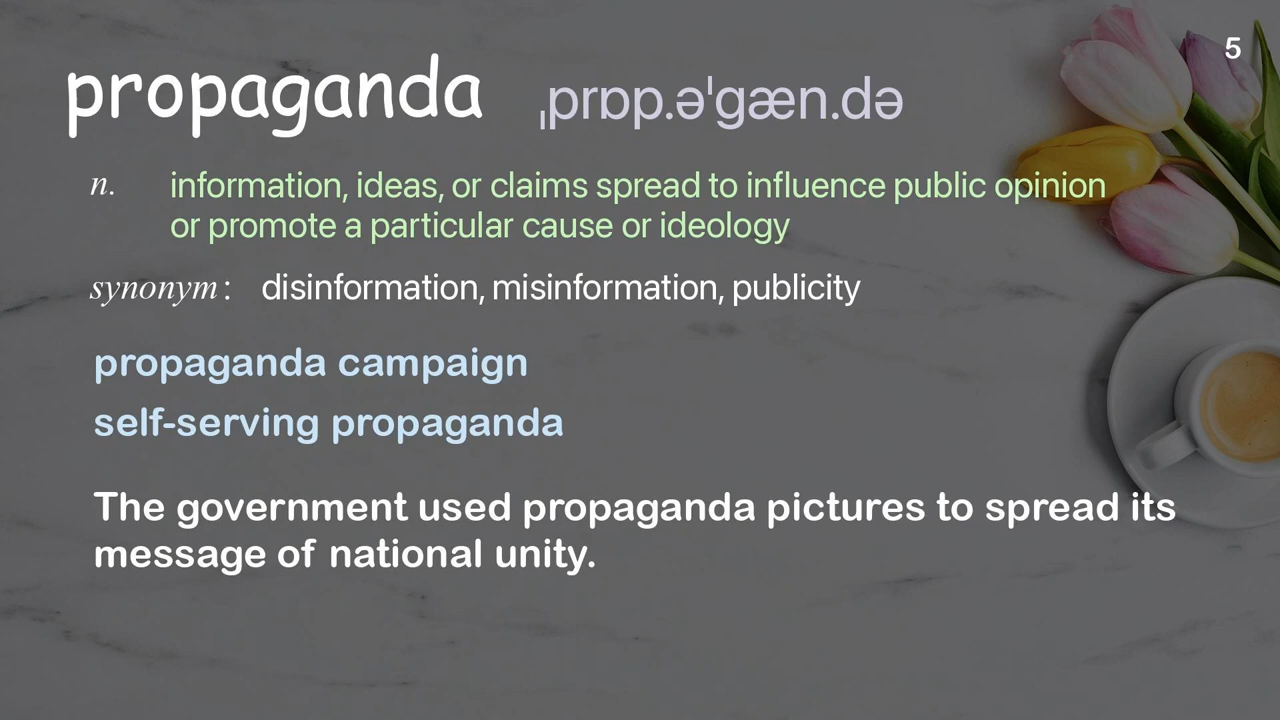 5
propaganda ˌprɒp.əˈɡæn.də
n. information, ideas, or claims spread to influence public opinion
or promote a particular cause or ideology
synonym: disinformation, misinformation, publicity
propaganda campaign
self-serving propaganda
The government used propaganda pictures to spread its
message of national unity.